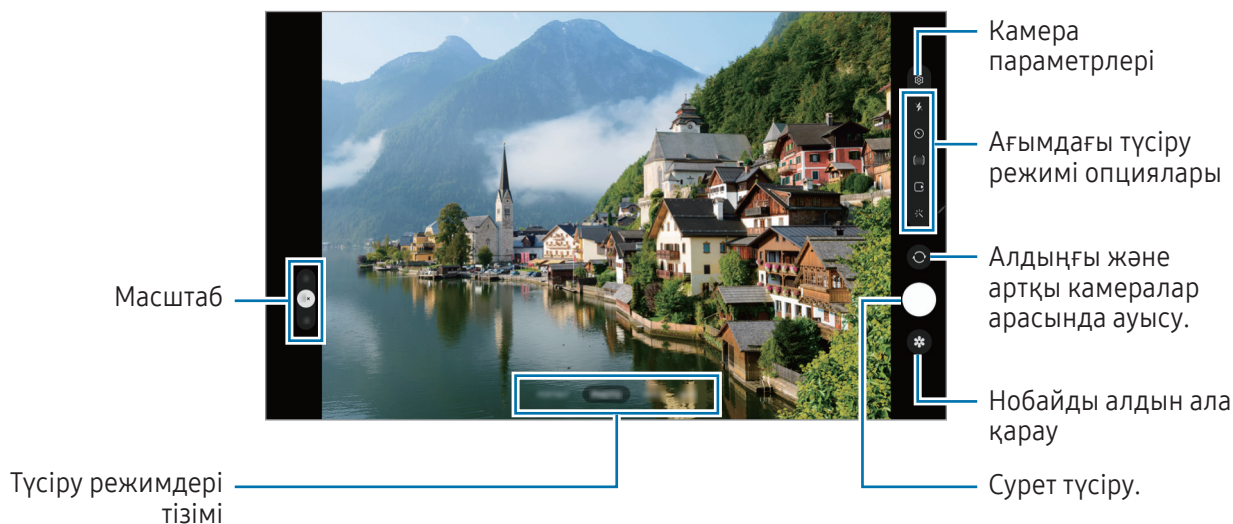 Камера
параметрлері
Ағымдағы түсіру
режимі опциялары
Алдыңғы және
артқы камералар
арасында ауысу.
Нобайды алдын ала
қарау
Сурет түсіру.
Масштаб
Түсіру режимдері
тізімі